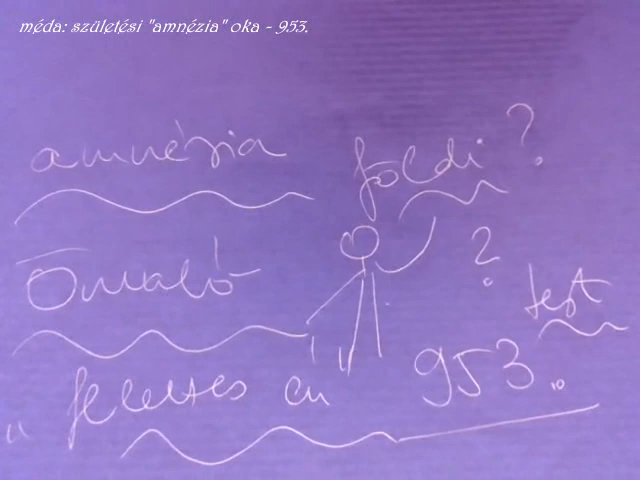 méda: születési "amnézia" oka - 953.
amnézia földi?
Önvaló ?
test
"felettes én" 953.